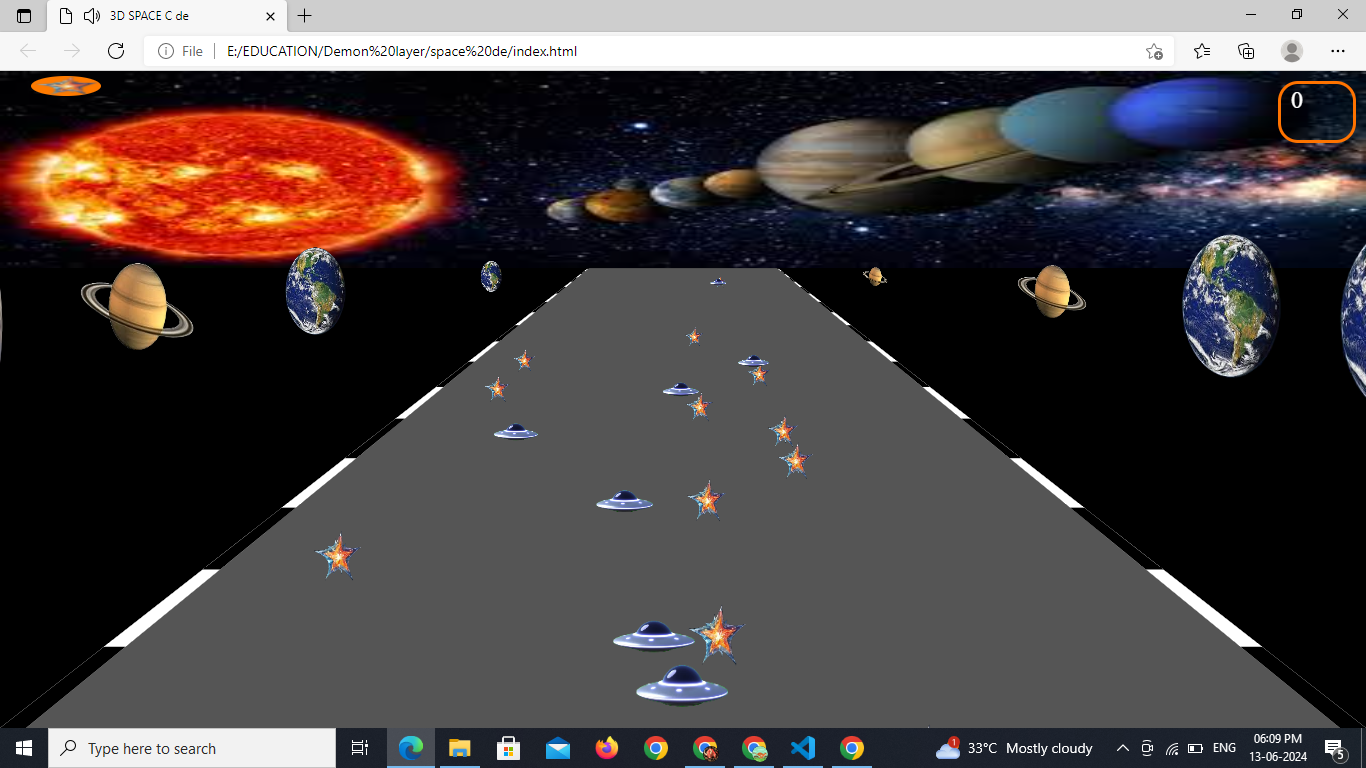 3D SPACE C de
File
E:/EDUCATION/Demon%20layer/space%20de/index.html
0
Type here to search
1
33°C Mostly cloudy
ENG
06:09 PM
13-06-2024
5